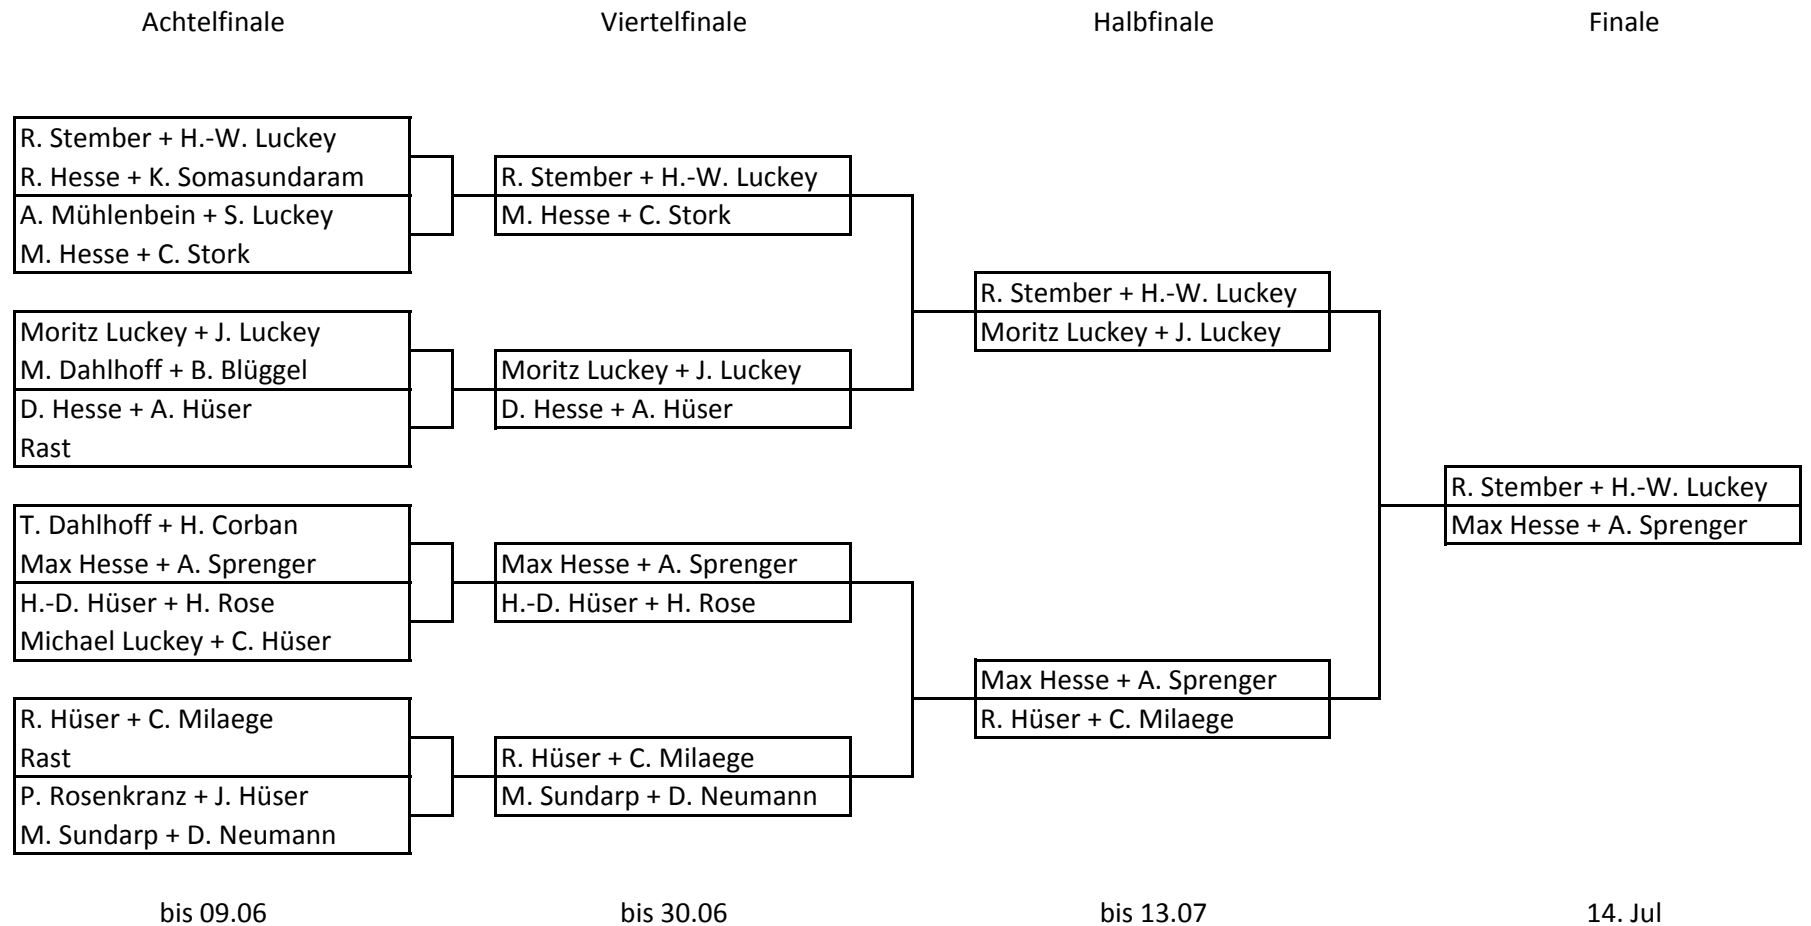 Achtelfinale
Viertelfinale
Halbfinale
Finale
R. Stember + H.-W. Luckey
R. Hesse + K. Somasundaram
A. Mühlenbein + S. Luckey
M. Hesse + C. Stork
Moritz Luckey + J. Luckey
M. Dahlhoff + B. Blüggel
D. Hesse + A. Hüser
Rast
T. Dahlhoff + H. Corban
Max Hesse + A. Sprenger
H.-D. Hüser + H. Rose
Michael Luckey + C. Hüser
R. Hüser + C. Milaege
Rast
P. Rosenkranz + J. Hüser
M. Sundarp + D. Neumann
R. Stember + H.-W. Luckey
M. Hesse + C. Stork
Moritz Luckey + J. Luckey
D. Hesse + A. Hüser
Max Hesse + A. Sprenger
H.-D. Hüser + H. Rose
R. Hüser + C. Milaege
M. Sundarp + D. Neumann
R. Stember + H.-W. Luckey
Moritz Luckey + J. Luckey
Max Hesse + A. Sprenger
R. Hüser + C. Milaege
R. Stember + H.-W. Luckey
Max Hesse + A. Sprenger
bis 09.06
bis 30.06
bis 13.07
14. Jul